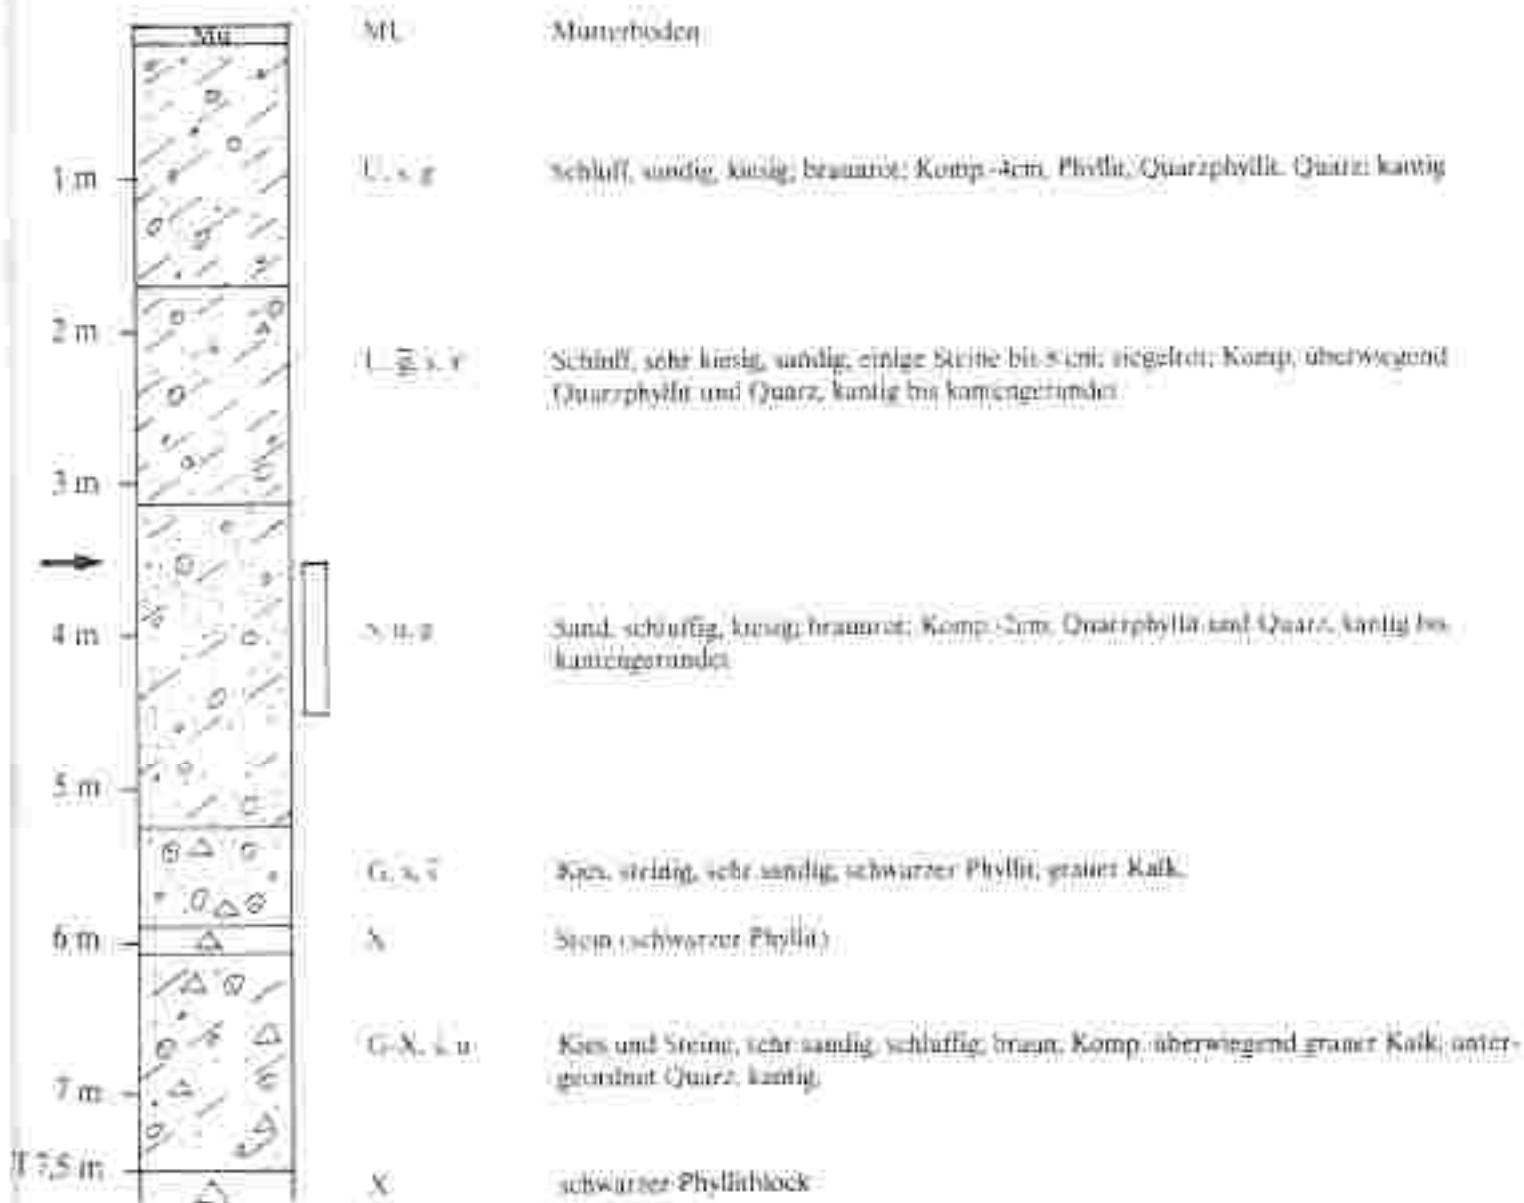 Mu Mutterboden
1 m Schluff, sandig, kiesig; braunrot; Komp.-4cm, Phyllit, Quarzphyllit, Quarz; kantig
2 m
Schluff, sehr kiesig, sandig, einige Steine bis 8 cm; ziegelrot; Komp. überwiegend
Quarzphyllit und Quarz, kantig bis kantengerundet
3 m
4 m S, u, g Sand, schluffig, kiesig; braunrot; Komp.-2cm, Quarzphyllit und Quarz, kantig bis
kantengerundet
5 m
Kies, steinig, sehr sandig, schwarzer Phyllit, grauer Kalk.
6 m X Stein (schwarzer Phyllit)
Kies und Steine, sehr sandig, schluffig, braun, Komp. überwiegend grauer Kalk, unter-
geordnet Quarz, kantig.
7 m
7,5 m
X schwarzer Phyllitblock